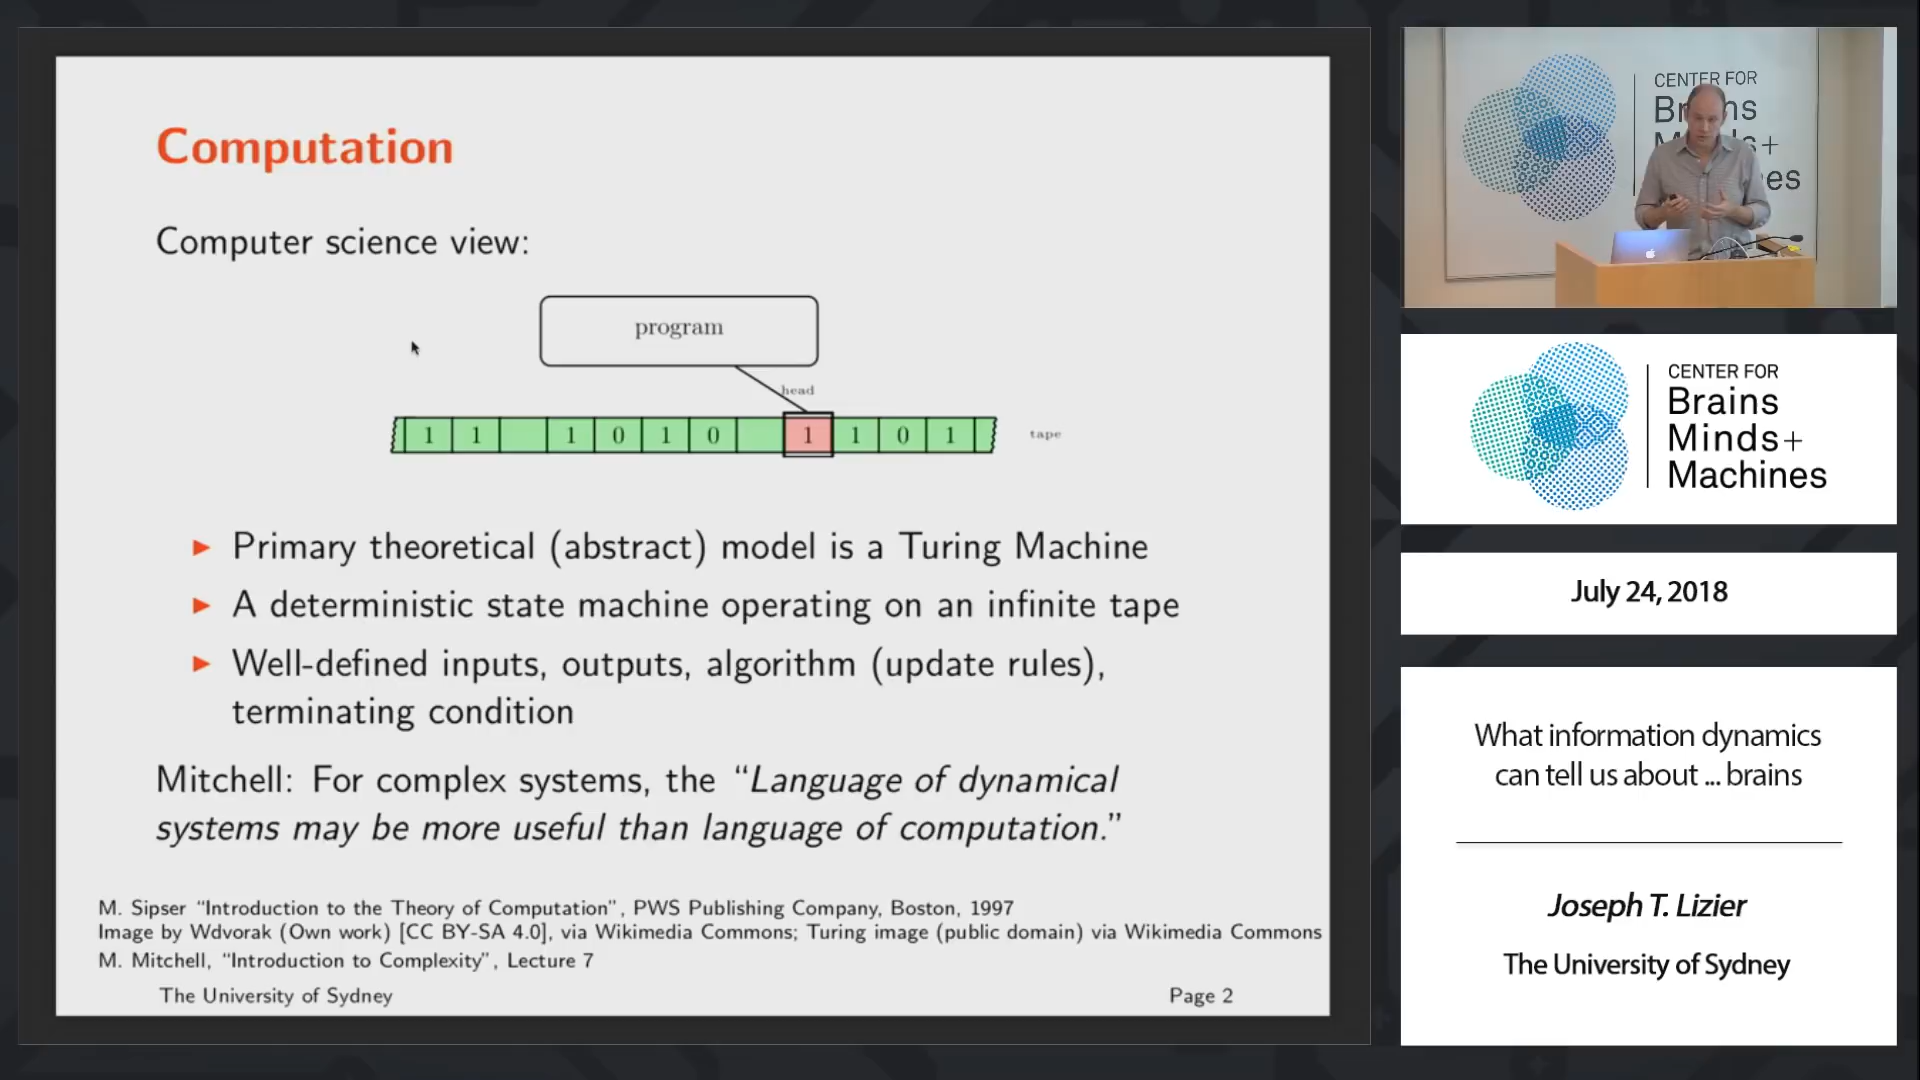 Computation
Computer science view:
program
head
1 1 1 0 1 0 1 1 0 1
tape
Primary theoretical (abstract) model is a Turing Machine
A deterministic state machine operating on an infinite tape
Well-defined inputs, outputs, algorithm (update rules),
terminating condition
Mitchell: For complex systems, the “Language of dynamical
systems may be more useful than language of computation.”
M. Sipser “Introduction to the Theory of Computation”, PWS Publishing Company, Boston, 1997
Image by Wdvorak (Own work) [CC BY-SA 4.0], via Wikimedia Commons; Turing image (public domain) via Wikimedia Commons
M. Mitchell, “Introduction to Complexity”, Lecture 7
The University of Sydney
Page 2
CENTER FOR
CENTER FOR
Brains
Minds+
Machines
July 24, 2018
What information dynamics
can tell us about ... brains
Joseph T. Lizier
The University of Sydney